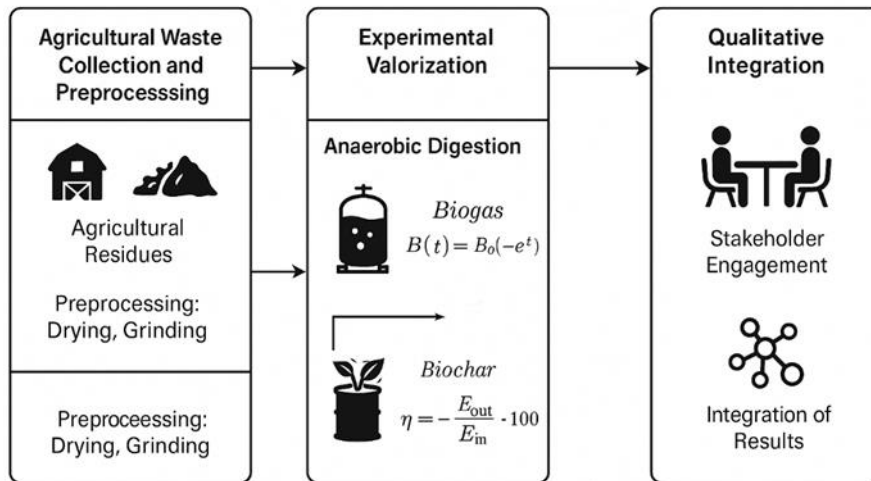 Agricultural Waste
Collection and
Preprocesssing
Agricultural
Residues
Preprocessing:
Drying, Grinding
Preproceessing:
Drying, Grinding
Experimental
Valorization
Anaerobic Digestion
Biogas
B(t) = B₀(−eᵗ)
Biochar
η = − E_out / E_in · 100
Qualitative
Integration
Stakeholder
Engagement
Integration of
Results